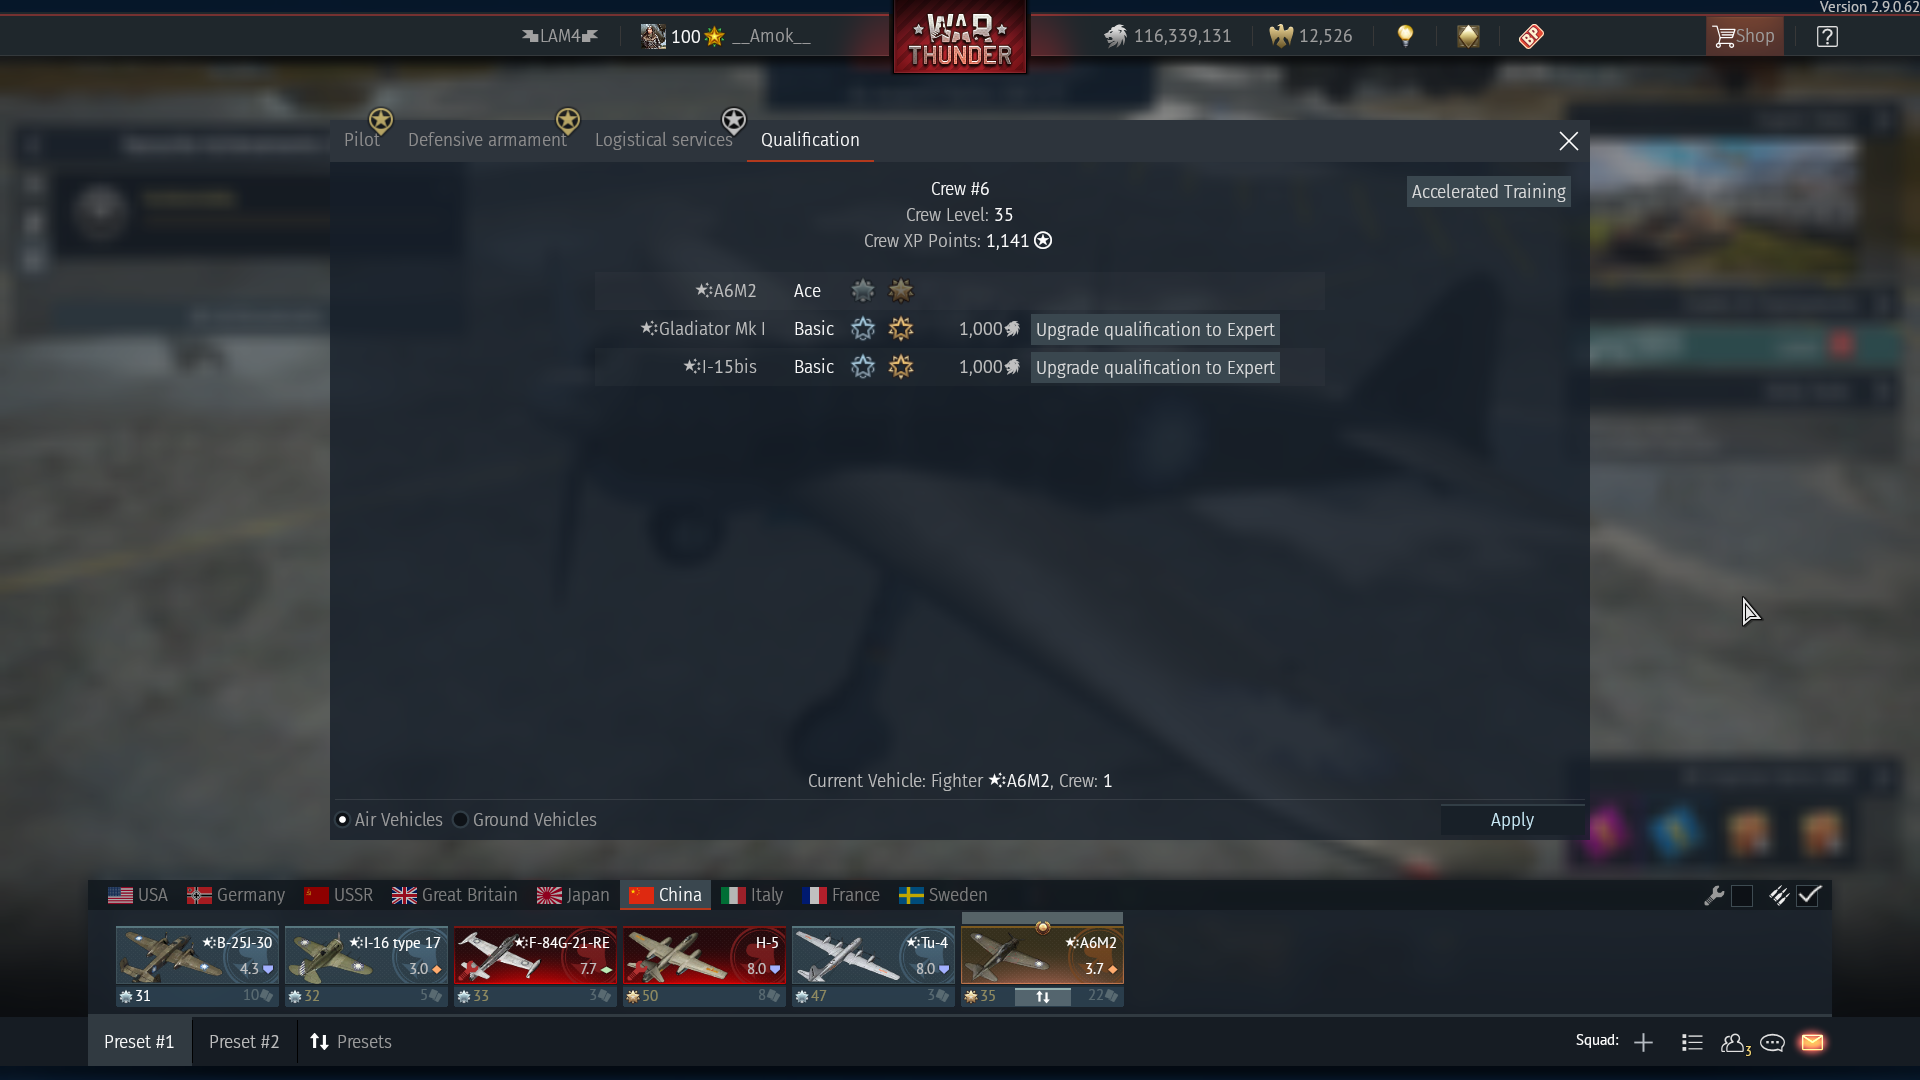 Version 2.9.0.62
LAM4
100 __Amok__
WAR THUNDER
116,339,131
12,526
BP
Shop
?
Pilot
Defensive armament
Logistical services
Qualification
Crew #6
Accelerated Training
Crew Level: 35
Crew XP Points: 1,141
A6M2 Ace
Gladiator Mk I Basic 1,000 Upgrade qualification to Expert
I-15bis Basic 1,000 Upgrade qualification to Expert
Current Vehicle: Fighter A6M2, Crew: 1
Air Vehicles Ground Vehicles Apply
USA Germany USSR Great Britain Japan China Italy France Sweden
B-25J-30 I-16 type 17 F-84G-21-RE H-5 Tu-4 A6M2
4.3 3.0 7.7 8.0 8.0 3.7
31 10 32 5 33 3 50 8 47 3 35 22
Preset #1 Preset #2 Presets Squad: 3